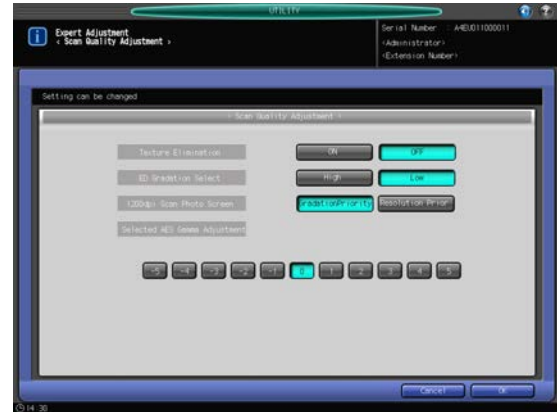 UTILITY
Expert Adjustment
< Scan Quality Adjustment >
Serial Number : A4EU011000011
<Administrator>
<Extension Number>
Setting can be changed
< Scan Quality Adjustment >
Texture Elimination ON OFF
ED Gradation Select High Low
1200dpi Scan Photo Screen GradationPriority Resolution Prior
Selected AES Gamma Adjustment
-5 -4 -3 -2 -1 0 1 2 3 4 5
Cancel OK
14:30